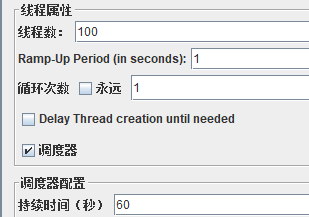 线程属性
线程数： 100
Ramp-Up Period (in seconds): 1
循环次数 永远 1
Delay Thread creation until needed
调度器
调度器配置
持续时间（秒） 60